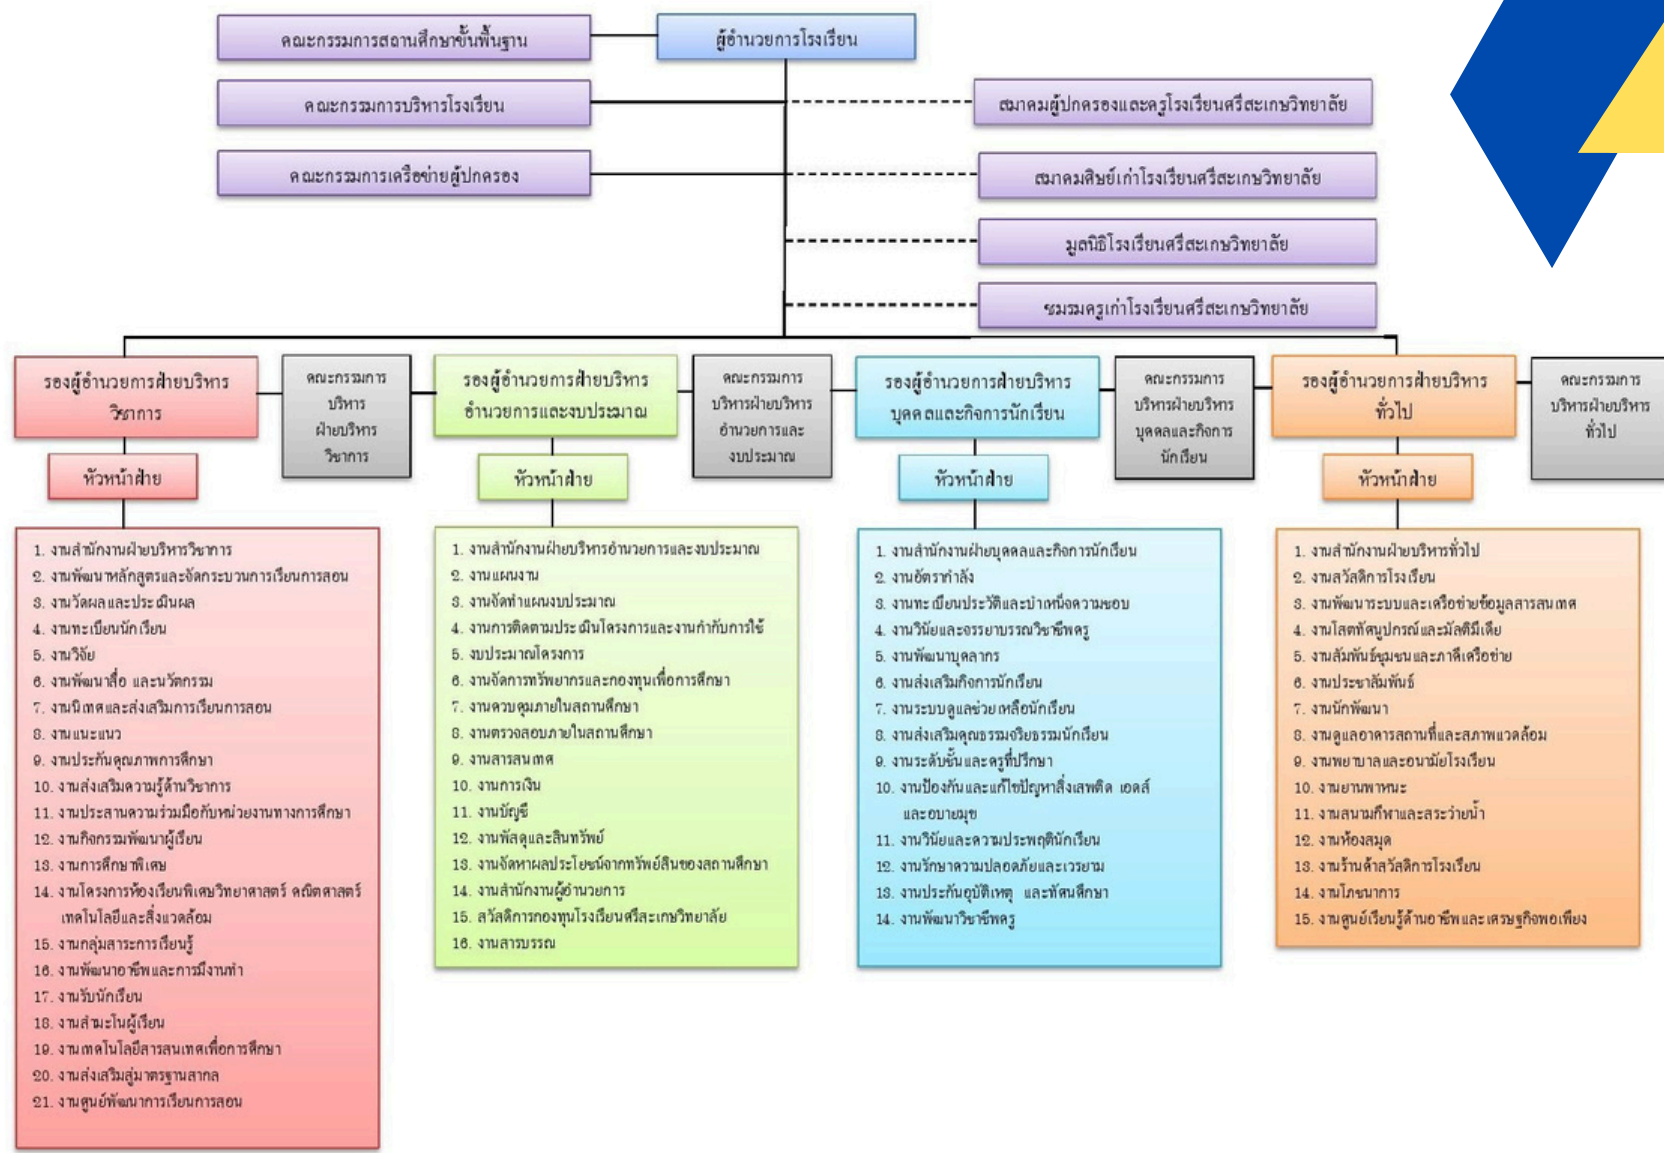 คณะกรรมการสถานศึกษาขั้นพื้นฐาน
ผู้อำนวยการโรงเรียน
คณะกรรมการบริหารโรงเรียน
สมาคมผู้ปกครองและครูโรงเรียนศรีสะเกษวิทยาลัย
คณะกรรมการเครือข่ายผู้ปกครอง
สมาคมศิษย์เก่าโรงเรียนศรีสะเกษวิทยาลัย
มูลนิธิโรงเรียนศรีสะเกษวิทยาลัย
ชมรมครูเก่าโรงเรียนศรีสะเกษวิทยาลัย
รองผู้อำนวยการฝ่ายบริหาร
วิชาการ
คณะกรรมการ
บริหาร
ฝ่ายบริหาร
วิชาการ
รองผู้อำนวยการฝ่ายบริหาร
อำนวยการและงบประมาณ
คณะกรรมการ
บริหารฝ่ายบริหาร
อำนวยการและ
งบประมาณ
รองผู้อำนวยการฝ่ายบริหาร
บุคคลและกิจการนักเรียน
คณะกรรมการ
บริหารฝ่ายบริหาร
บุคคลและกิจการ
นักเรียน
รองผู้อำนวยการฝ่ายบริหาร
ทั่วไป
คณะกรรมการ
บริหารฝ่ายบริหาร
ทั่วไป
หัวหน้าฝ่าย
หัวหน้าฝ่าย
หัวหน้าฝ่าย
หัวหน้าฝ่าย
1. งานสำนักงานฝ่ายบริหารวิชาการ
2. งานพัฒนาหลักสูตรและจัดกระบวนการเรียนการสอน
3. งานวัดผลและประเมินผล
4. งานทะเบียนนักเรียน
5. งานวิจัย
6. งานพัฒนาสื่อ และนวัตกรรม
7. งานนิเทศและส่งเสริมการเรียนการสอน
8. งานแนะแนว
9. งานประกันคุณภาพการศึกษา
10. งานส่งเสริมความรู้ด้านวิชาการ
11. งานประสานความร่วมมือกับหน่วยงานทางการศึกษา
12. งานกิจกรรมพัฒนาผู้เรียน
13. งานการศึกษาพิเศษ
14. งานโครงการห้องเรียนพิเศษวิทยาศาสตร์ คณิตศาสตร์
เทคโนโลยีและสิ่งแวดล้อม
15. งานกลุ่มสาระการเรียนรู้
16. งานพัฒนาอาชีพและการมีงานทำ
17. งานรับนักเรียน
18. งานสำมะโนผู้เรียน
19. งานเทคโนโลยีสารสนเทศเพื่อการศึกษา
20. งานส่งเสริมสู่มาตรฐานสากล
21. งานศูนย์พัฒนาการเรียนการสอน
1. งานสำนักงานฝ่ายบริหารอำนวยการและงบประมาณ
2. งานแผนงาน
3. งานจัดทำแผนงบประมาณ
4. งานการติดตามประเมินโครงการและงานกำกับการใช้
5. งบประมาณโครงการ
6. งานจัดการทรัพยากรและกองทุนเพื่อการศึกษา
7. งานควบคุมภายในสถานศึกษา
8. งานตรวจสอบภายในสถานศึกษา
9. งานสารสนเทศ
10. งานการเงิน
11. งานบัญชี
12. งานพัสดุและสินทรัพย์
13. งานจัดหาผลประโยชน์จากทรัพย์สินของสถานศึกษา
14. งานสำนักงานผู้อำนวยการ
15. สวัสดิการกองทุนโรงเรียนศรีสะเกษวิทยาลัย
16. งานสารบรรณ
1. งานสำนักงานฝ่ายบุคคลและกิจการนักเรียน
2. งานอัตรากำลัง
3. งานทะเบียนประวัติและบำเหน็จความชอบ
4. งานวินัยและจรรยาบรรณวิชาชีพครู
5. งานพัฒนาบุคลากร
6. งานส่งเสริมกิจการนักเรียน
7. งานระบบดูแลช่วยเหลือนักเรียน
8. งานส่งเสริมคุณธรรมจริยธรรมนักเรียน
9. งานระดับชั้นและครูที่ปรึกษา
10. งานป้องกันและแก้ไขปัญหาสิ่งเสพติด เอดส์
และอบายมุข
11. งานวินัยและความประพฤตินักเรียน
12. งานรักษาความปลอดภัยและเวรยาม
13. งานประกันอุบัติเหตุ และทัศนศึกษา
14. งานพัฒนาวิชาชีพครู
1. งานสำนักงานฝ่ายบริหารทั่วไป
2. งานสวัสดิการโรงเรียน
3. งานพัฒนาระบบและเครือข่ายข้อมูลสารสนเทศ
4. งานโสตทัศนูปกรณ์และมัลติมีเดีย
5. งานสัมพันธ์ชุมชนและภาคีเครือข่าย
6. งานประชาสัมพันธ์
7. งานนักพัฒนา
8. งานดูแลอาคารสถานที่และสภาพแวดล้อม
9. งานพยาบาลและอนามัยโรงเรียน
10. งานยานพาหนะ
11. งานสนามกีฬาและสระว่ายน้ำ
12. งานห้องสมุด
13. งานร้านค้าสวัสดิการโรงเรียน
14. งานโภชนาการ
15. งานศูนย์เรียนรู้ด้านอาชีพและเศรษฐกิจพอเพียง